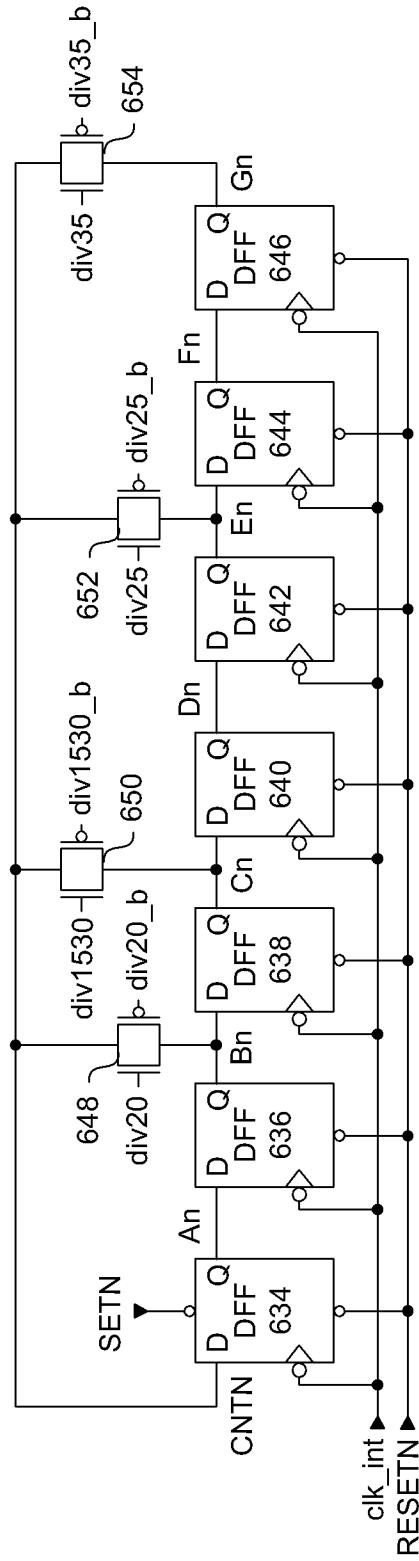 div35
div35_b
654
div25
div25_b
652
div1530
div1530_b
650
div20
div20_b
648
SETN
CNTN
D
Q
DFF
634
An
D
Q
DFF
636
Bn
D
Q
DFF
638
Cn
D
Q
DFF
640
Dn
D
Q
DFF
642
En
D
Q
DFF
644
Fn
D
Q
DFF
646
Gn
clk_int
RESETN